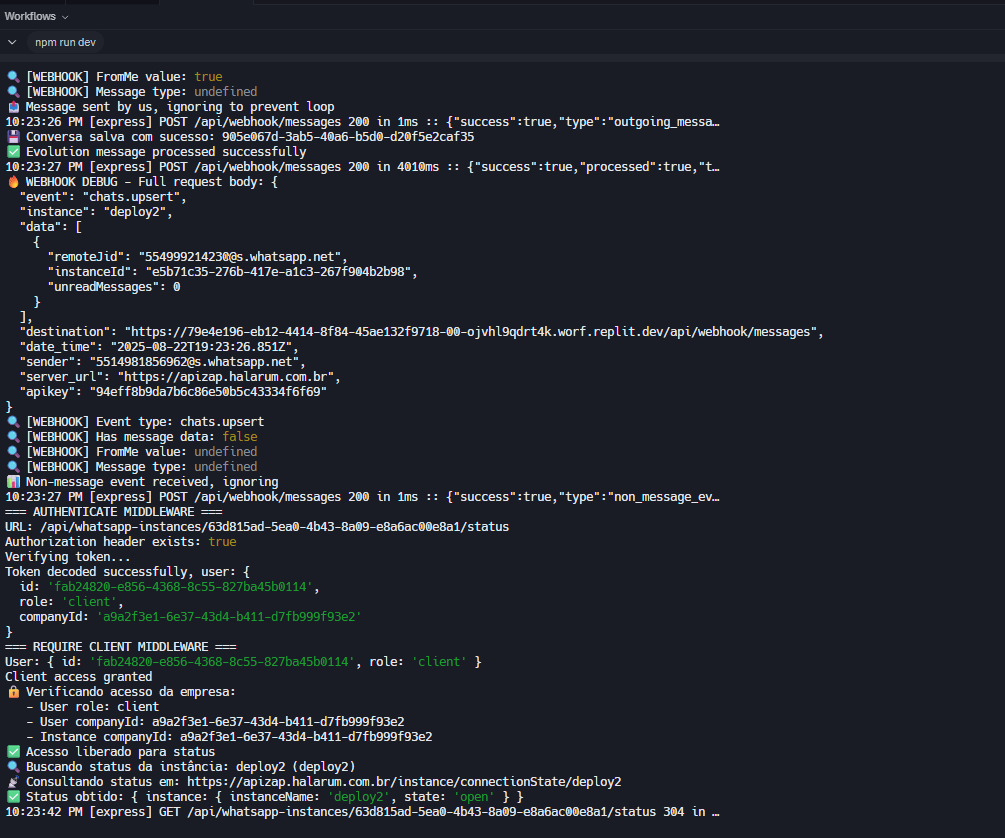 Workflows
npm run dev
[WEBHOOK] FromMe value: true
[WEBHOOK] Message type: undefined
Message sent by us, ignoring to prevent loop
10:23:26 PM [express] POST /api/webhook/messages 200 in 1ms :: {"success":true,"type":"outgoing_messa…
Conversa salva com sucesso: 905e067d-3ab5-40a6-b5d0-d20f5e2caf35
Evolution message processed successfully
10:23:27 PM [express] POST /api/webhook/messages 200 in 4010ms :: {"success":true,"processed":true,"t…
WEBHOOK DEBUG - Full request body: {
"event": "chats.upsert",
"instance": "deploy2",
"data": [
{
"remoteJid": "554999214230@s.whatsapp.net",
"instanceId": "e5b71c35-276b-417e-a1c3-267f904b2b98",
"unreadMessages": 0
}
],
"destination": "https://79e4e196-eb12-4414-8f84-45ae132f9718-00-ojvhl9qdrt4k.worf.replit.dev/api/webhook/messages",
"date_time": "2025-08-22T19:23:26.851Z",
"sender": "5514981856962@s.whatsapp.net",
"server_url": "https://apizap.halarum.com.br",
"apikey": "94eff8b9da7b6c86e50b5c43334f6f69"
}
[WEBHOOK] Event type: chats.upsert
[WEBHOOK] Has message data: false
[WEBHOOK] FromMe value: undefined
[WEBHOOK] Message type: undefined
Non-message event received, ignoring
10:23:27 PM [express] POST /api/webhook/messages 200 in 1ms :: {"success":true,"type":"non_message_ev…
=== AUTHENTICATE MIDDLEWARE ===
URL: /api/whatsapp-instances/63d815ad-5ea0-4b43-8a09-e8a6ac00e8a1/status
Authorization header exists: true
Verifying token...
Token decoded successfully, user: {
id: 'fab24820-e856-4368-8c55-827ba45b0114',
role: 'client',
companyId: 'a9a2f3e1-6e37-43d4-b411-d7fb999f93e2'
}
=== REQUIRE CLIENT MIDDLEWARE ===
User: { id: 'fab24820-e856-4368-8c55-827ba45b0114', role: 'client' }
Client access granted
Verificando acesso da empresa:
- User role: client
- User companyId: a9a2f3e1-6e37-43d4-b411-d7fb999f93e2
- Instance companyId: a9a2f3e1-6e37-43d4-b411-d7fb999f93e2
Acesso liberado para status
Buscando status da instância: deploy2 (deploy2)
Consultando status em: https://apizap.halarum.com.br/instance/connectionState/deploy2
Status obtido: { instance: { instanceName: 'deploy2', state: 'open' } }
10:23:42 PM [express] GET /api/whatsapp-instances/63d815ad-5ea0-4b43-8a09-e8a6ac00e8a1/status 304 in …